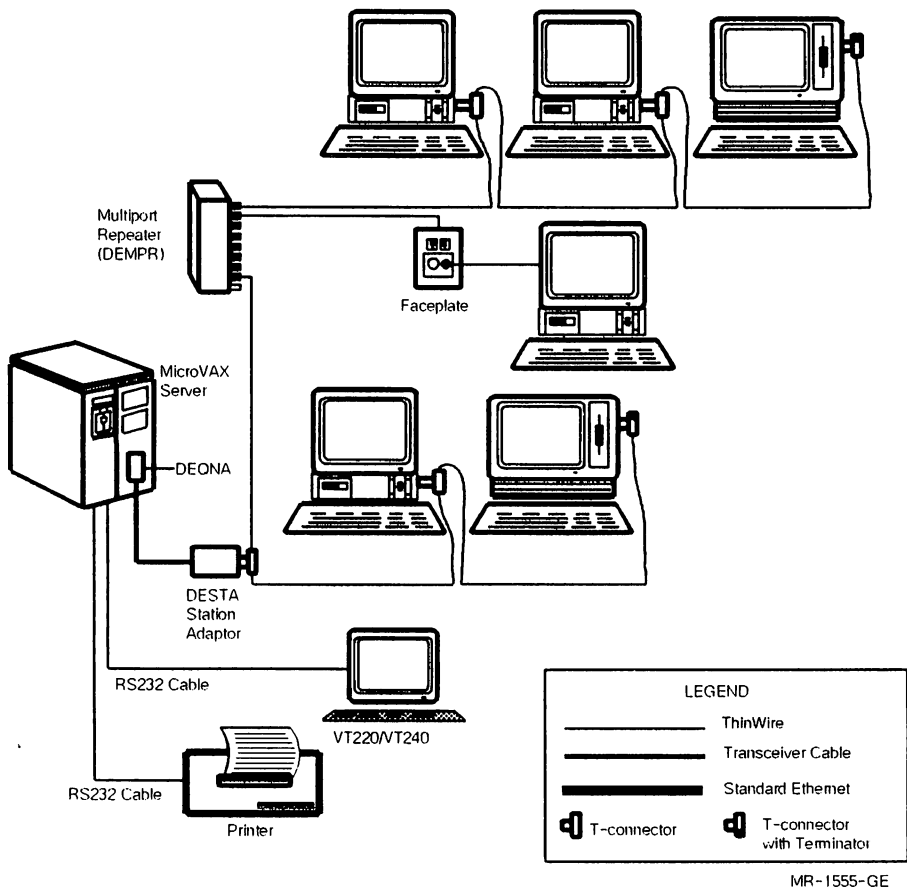 Multiport
Repeater
(DEMPR)
Faceplate
MicroVAX
Server
DEONA
DESTA
Station
Adaptor
RS232 Cable
VT220/VT240
RS232 Cable
Printer
LEGEND
ThinWire
Transceiver Cable
Standard Ethernet
T-connector
T-connector
with Terminator
MR-1555-GE